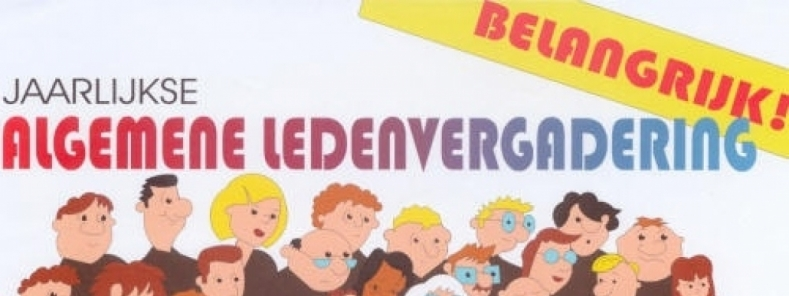 BELANGRIJK!
JAARLIJKSE
ALGEMENE LEDENVERGADERING